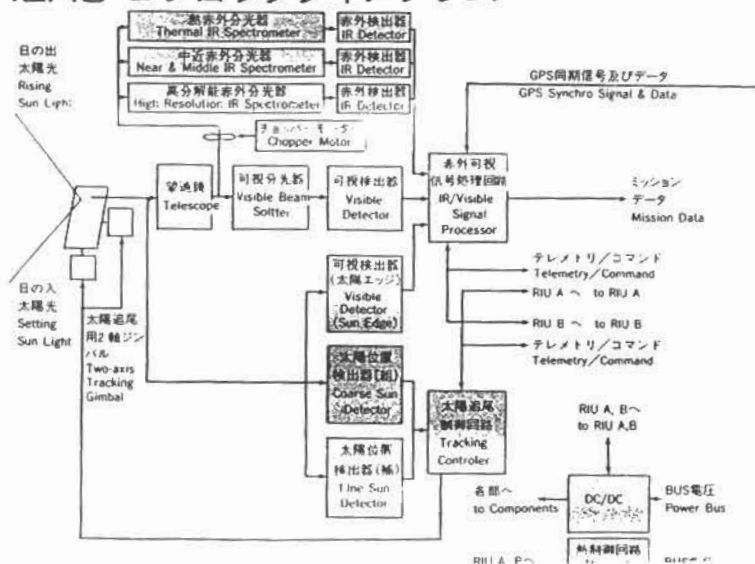 日の出
太陽光
Rising
Sun Light
熱赤外分光器
Thermal IR Spectrometer
赤外検出器
IR Detector
中近赤外分光器
Near & Middle IR Spectrometer
赤外検出器
IR Detector
高分解能赤外分光器
High Resolution IR Spectrometer
赤外検出器
IR Detector
Chopper Motor
GPS同期信号及びデータ
GPS Synchro Signal & Data
望遠鏡
Telescope
可視分光器
Visible Beam
可視検出器
Visible
Detector
赤外可視
信号処理回路
IR/Visible
Signal
Processor
ミッション
データ
Mission Data
テレメトリ/コマンド
Telemetry/Command
RIU Aへ to RIU A
RIU Bへ to RIU B
テレメトリ/コマンド
Telemetry/Command
日の入
太陽光
Setting
Sun Light
太陽追尾
用2軸ジン
バル
Two-axis
Tracking
Gimbal
可視検出器
(太陽エッジ)
Visible
Detector
(Sun Edge)
太陽位置
検出器(粗)
Coarse Sun
Detector
太陽位置
Sun
Detector
太陽追尾
制御回路
Tracking
Controler
RIU A, Bへ
to RIU A,B
各部へ
to Components
DC/DC
BUS電圧
Power Bus
熱制御回路